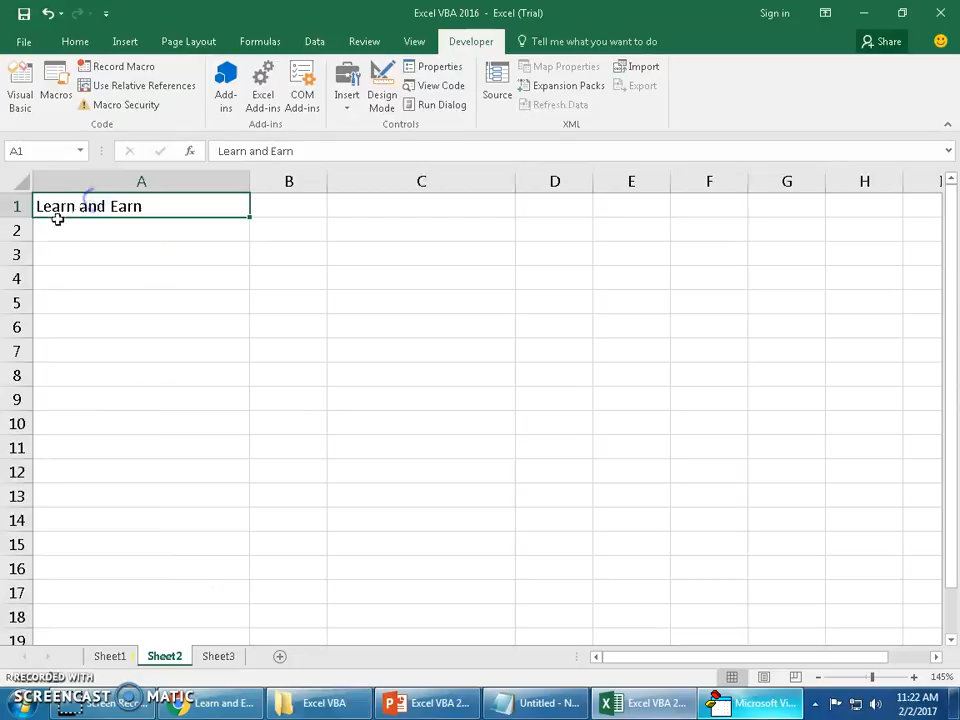 Excel VBA 2016 - Excel (Trial)
Sign in
File Home Insert Page Layout Formulas Data Review View Developer Tell me what you want to do Share
Visual Basic
Macros
Record Macro
Use Relative References
Macro Security
Code
Add-ins
Excel Add-ins
COM Add-ins
Add-ins
Insert
Design Mode
Properties
View Code
Run Dialog
Controls
Source
Map Properties
Expansion Packs
Refresh Data
Import
Export
XML
A1
fx
Learn and Earn
A B C D E F G H I
1 Learn and Earn
2
3
4
5
6
7
8
9
10
11
12
13
14
15
16
17
18
19
Sheet1 Sheet2 Sheet3
145%
RECORDED WITH
SCREENCAST MATIC
Learn and E...
Excel VBA
Excel VBA 2...
Untitled - N...
Excel VBA 2...
Microsoft Vi...
11:22 AM
2/2/2017